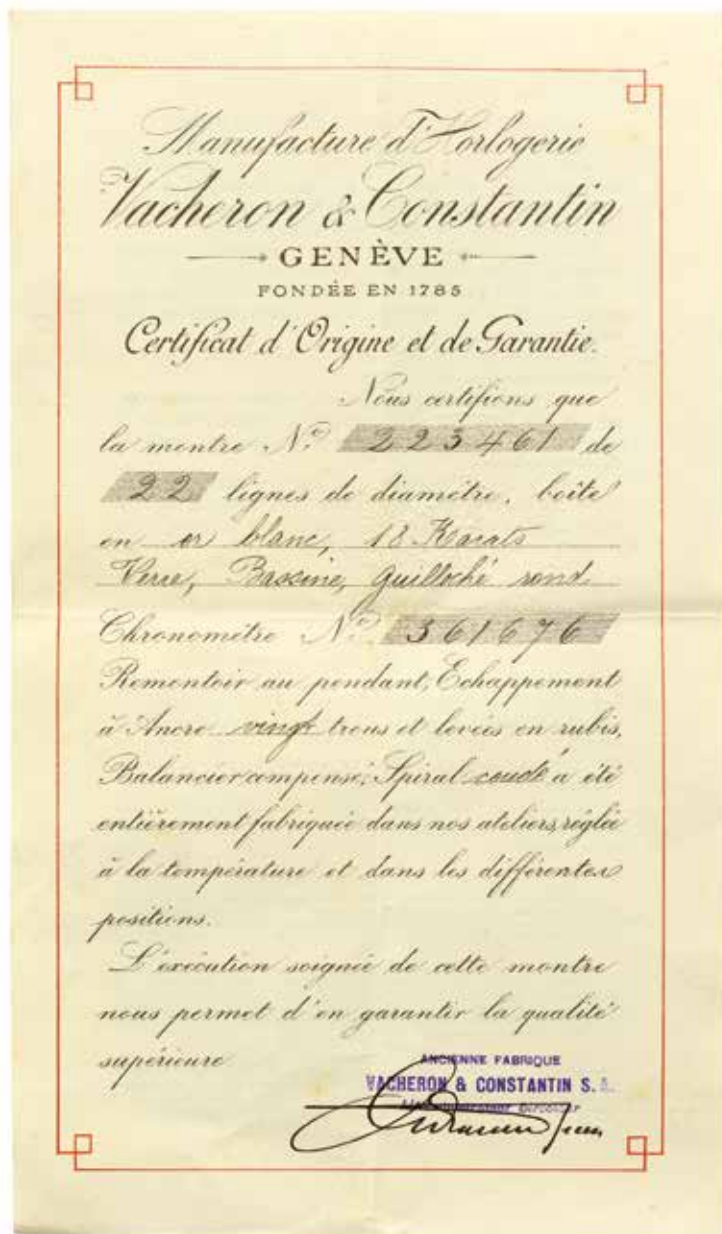 Manufacture d'Horlogerie
Vacheron & Constantin
GENÈVE
FONDÉE EN 1785
Certificat d'Origine et de Garantie.
Nous certifions que
la montre No. 223461 de
22 lignes de diamètre, boîte
en or blanc, 18 Karats
Verre, Bassine, Guilloché rond
Chronomètre No. 361676
Remontoir au pendant, Echappement
à Ancre vingt trous et levées en rubis,
Balancier compensé, Spiral coudé a été
entièrement fabriquée dans nos ateliers, réglée
à la température et dans les différentes
positions.
L'exécution soignée de cette montre
nous permet d'en garantir la qualité
supérieure
ANCIENNE FABRIQUE
VACHERON & CONSTANTIN S.A.